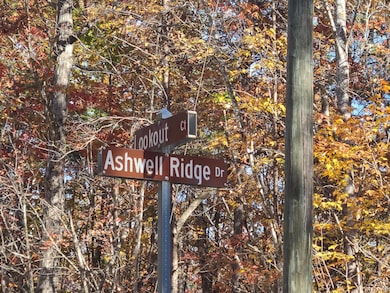 Lookout Ct
Ashwell Ridge Dr